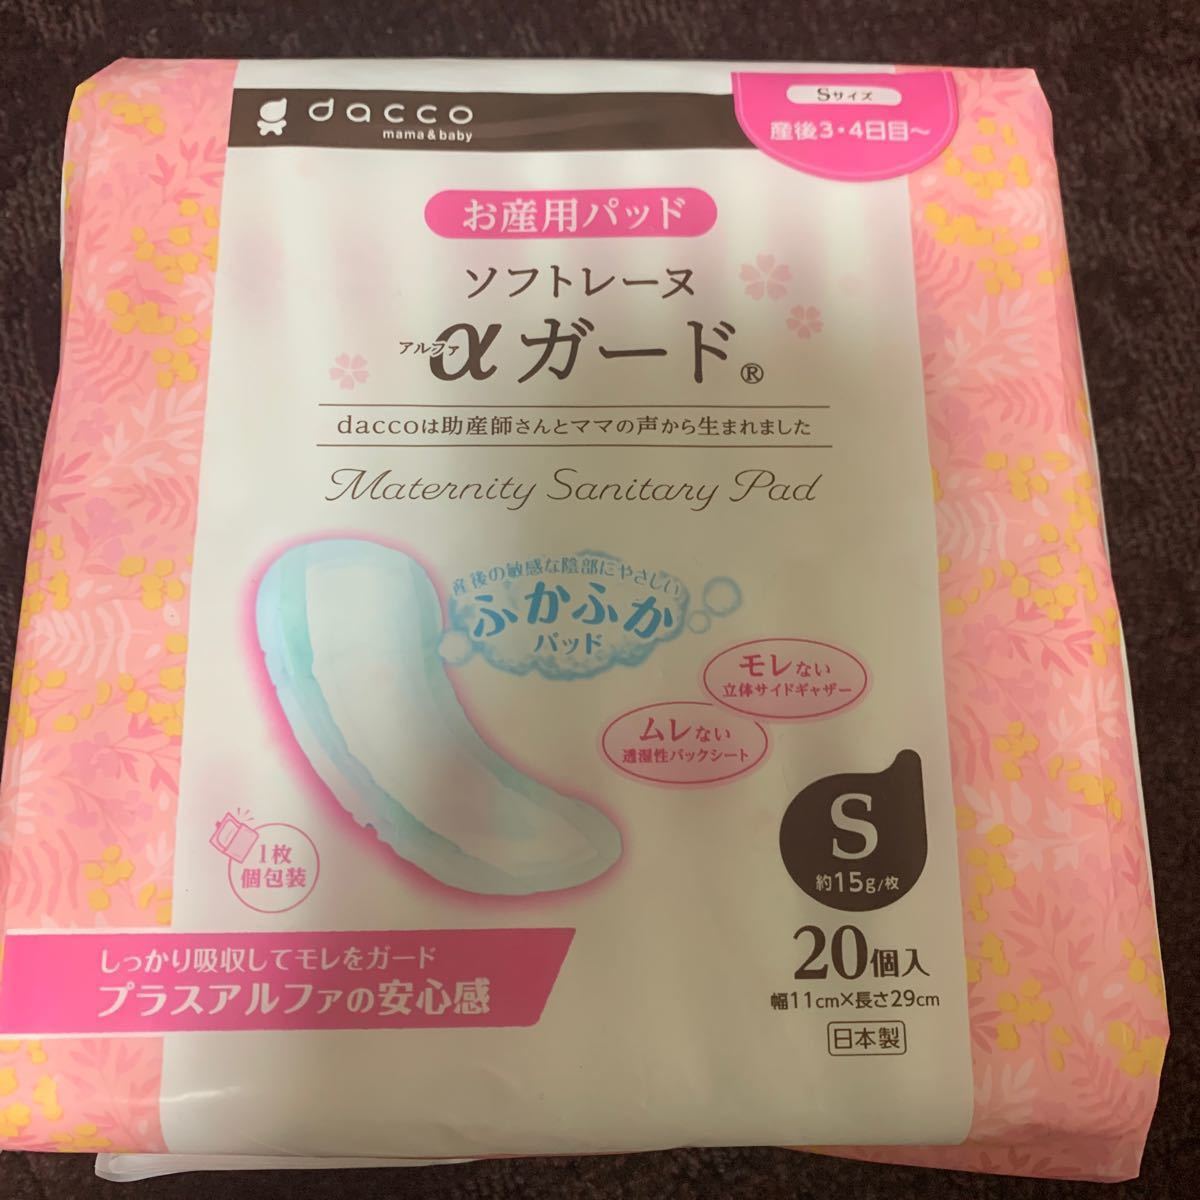 dacco
mama & baby
Sサイズ
産後3・4日目～
お産用パッド
ソフトレーヌ
アルファ
αガード®
daccoは助産師さんとママの声から生まれました
Maternity Sanitary Pad
産後の敏感な陰部にやさしい
ふかふか
パッド
モレない
立体サイドギャザー
ムレない
透湿性バックシート
1枚
個包装
S
約15g/枚
20個入
幅11cm×長さ29cm
日本製
しっかり吸収してモレをガード
プラスアルファの安心感